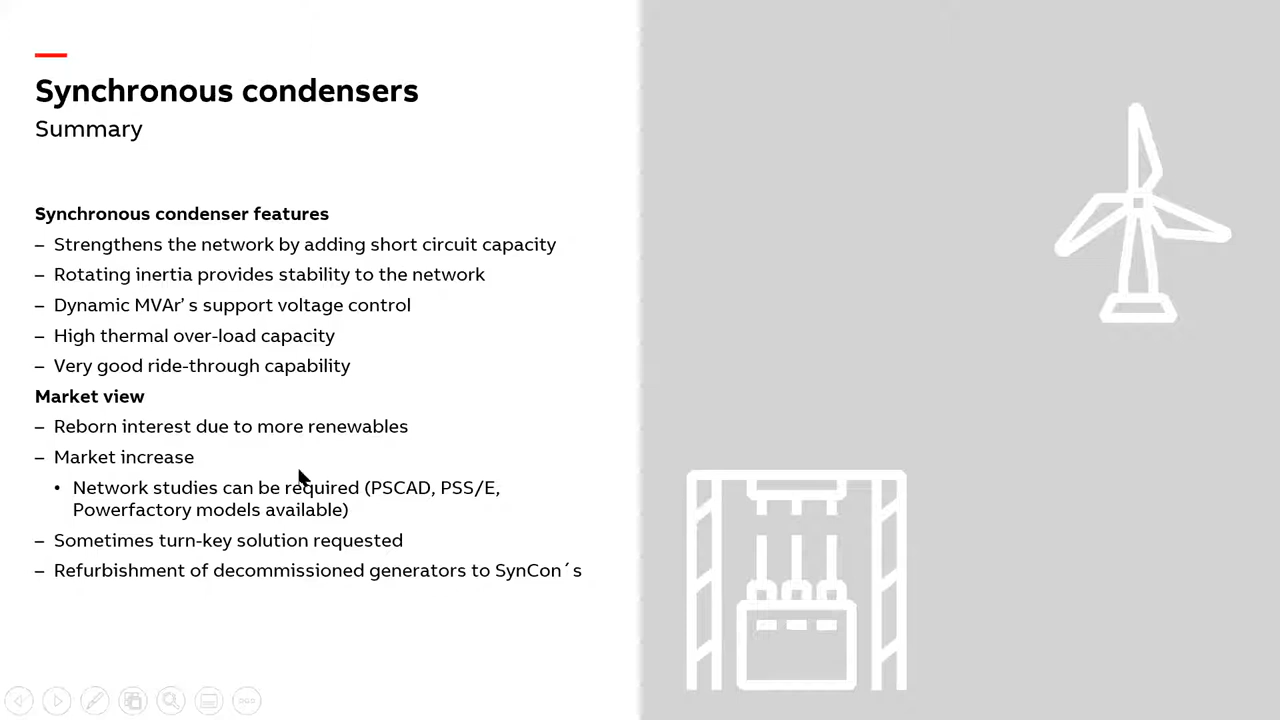 Synchronous condensers
Summary
Synchronous condenser features
– Strengthens the network by adding short circuit capacity
– Rotating inertia provides stability to the network
– Dynamic MVAr’s support voltage control
– High thermal over-load capacity
– Very good ride-through capability
Market view
– Reborn interest due to more renewables
– Market increase
• Network studies can be required (PSCAD, PSS/E,
Powerfactory models available)
– Sometimes turn-key solution requested
– Refurbishment of decommissioned generators to SynCon´s